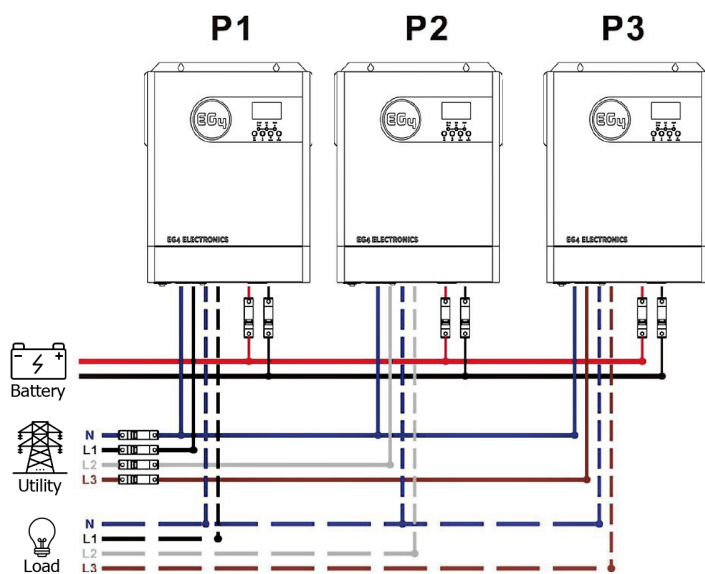 P1 P2 P3
EG4 EG4 EG4
EG4 ELECTRONICS EG4 ELECTRONICS EG4 ELECTRONICS
- +
Battery
N
L1
L2
L3
Utility
N
L1
L2
L3
Load